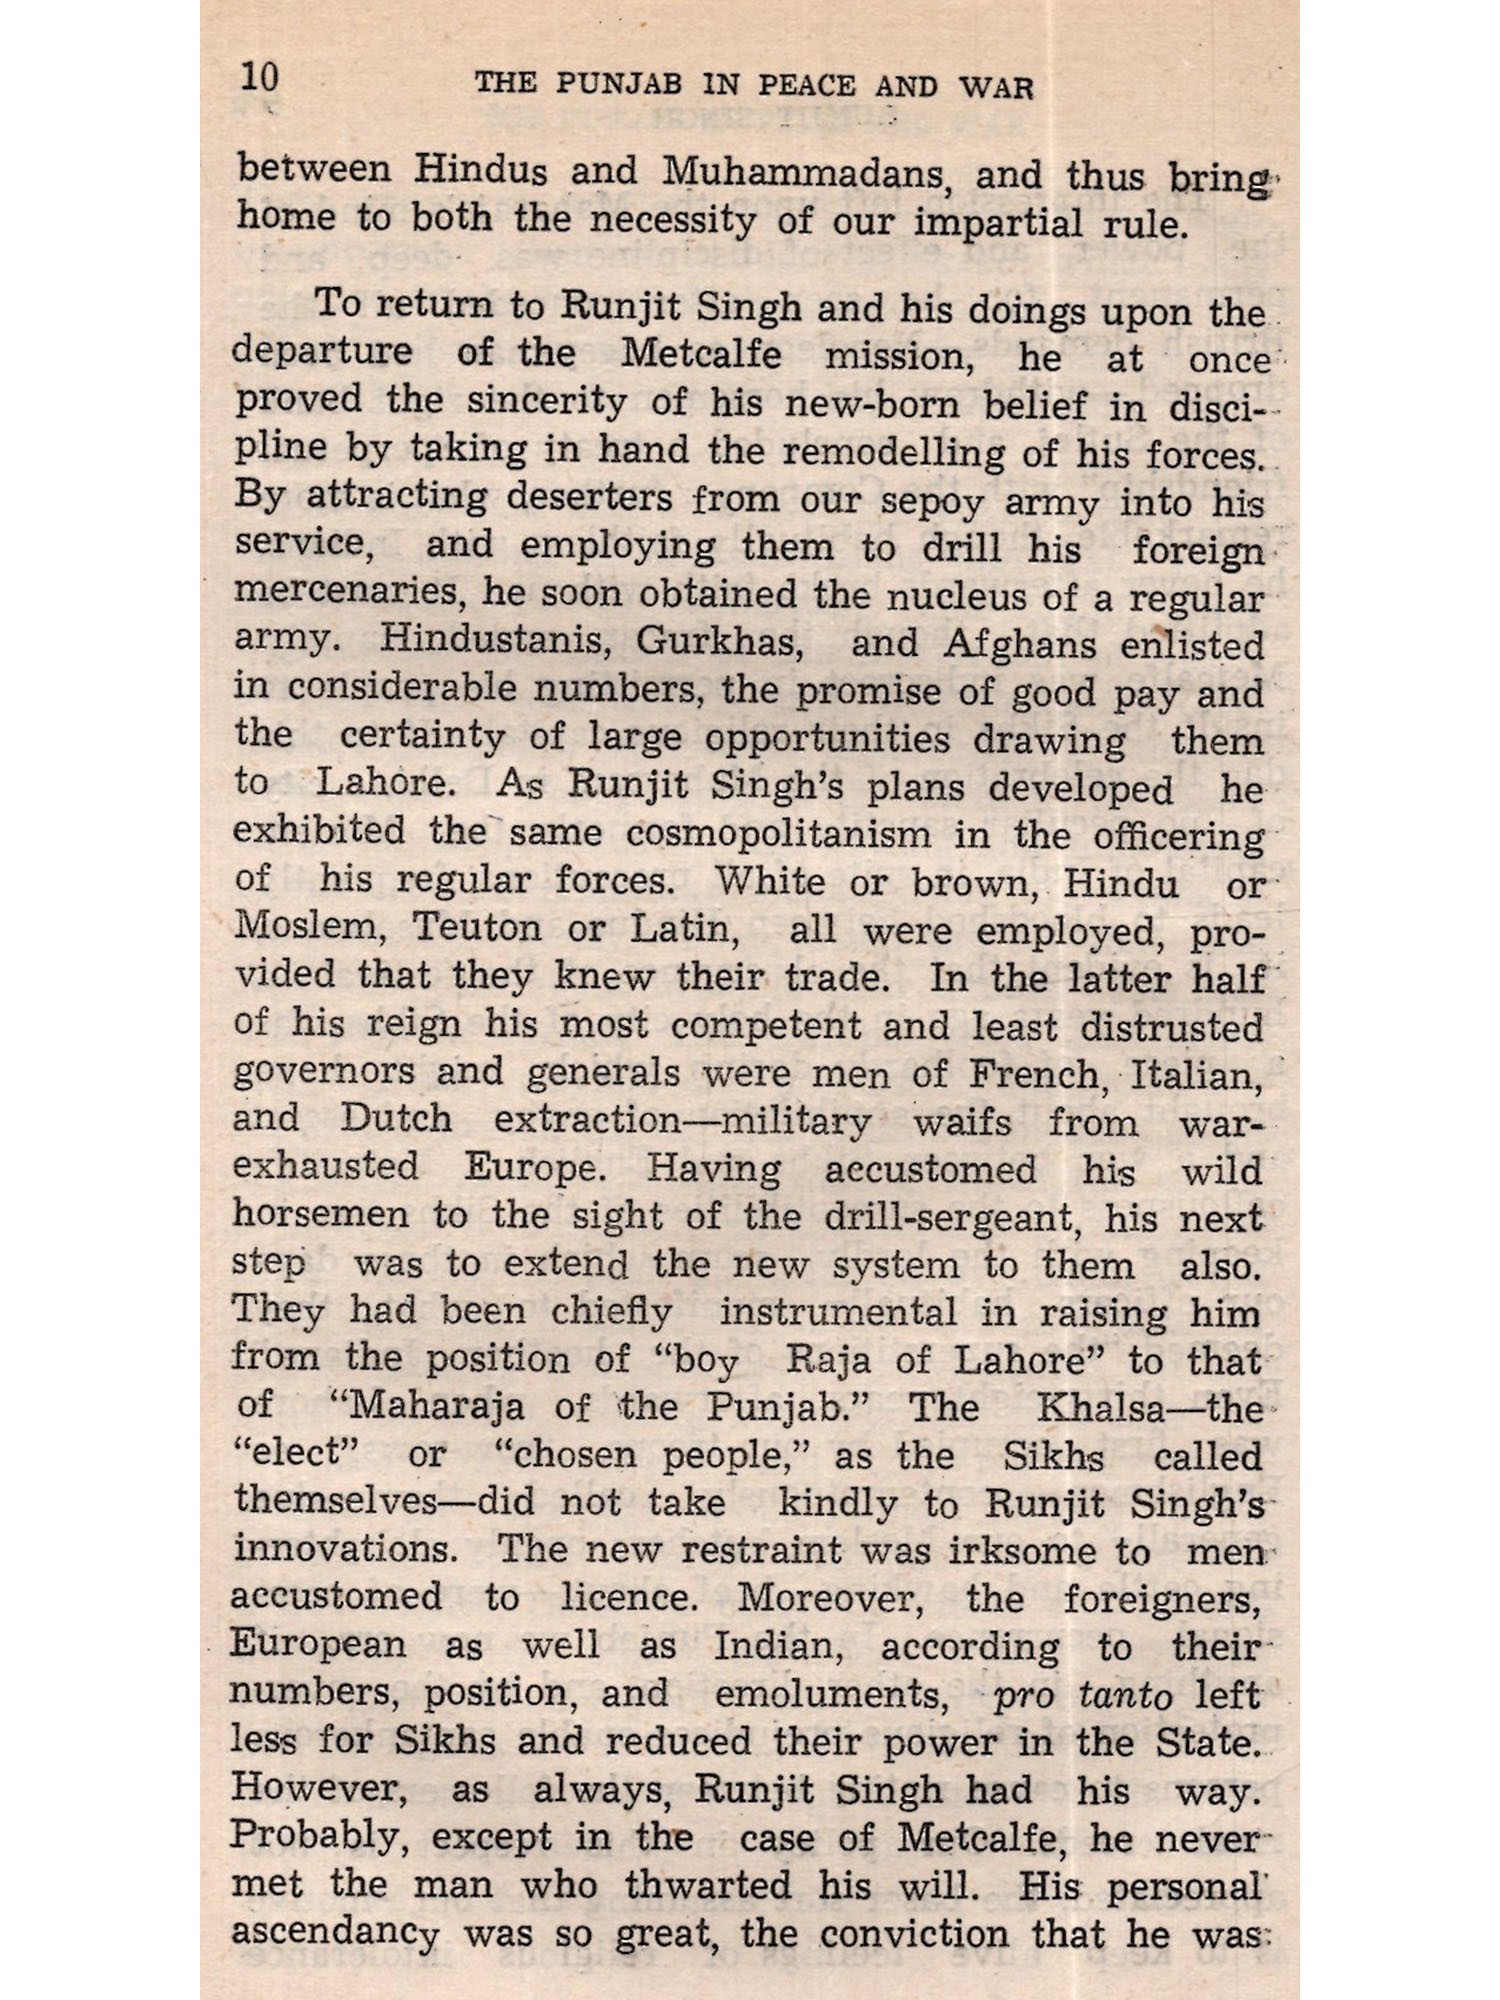 10 THE PUNJAB IN PEACE AND WAR
between Hindus and Muhammadans, and thus bring
home to both the necessity of our impartial rule.
To return to Runjit Singh and his doings upon the
departure of the Metcalfe mission, he at once
proved the sincerity of his new-born belief in disci-
pline by taking in hand the remodelling of his forces.
By attracting deserters from our sepoy army into his
service, and employing them to drill his foreign
mercenaries, he soon obtained the nucleus of a regular
army. Hindustanis, Gurkhas, and Afghans enlisted
in considerable numbers, the promise of good pay and
the certainty of large opportunities drawing them
to Lahore. As Runjit Singh's plans developed he
exhibited the same cosmopolitanism in the officering
of his regular forces. White or brown, Hindu or
Moslem, Teuton or Latin, all were employed, pro-
vided that they knew their trade. In the latter half
of his reign his most competent and least distrusted
governors and generals were men of French, Italian,
and Dutch extraction—military waifs from war-
exhausted Europe. Having accustomed his wild
horsemen to the sight of the drill-sergeant, his next
step was to extend the new system to them also.
They had been chiefly instrumental in raising him
from the position of “boy Raja of Lahore” to that
of “Maharaja of the Punjab.” The Khalsa—the
“elect” or “chosen people,” as the Sikhs called
themselves—did not take kindly to Runjit Singh's
innovations. The new restraint was irksome to men
accustomed to licence. Moreover, the foreigners,
European as well as Indian, according to their
numbers, position, and emoluments, pro tanto left
less for Sikhs and reduced their power in the State.
However, as always, Runjit Singh had his way.
Probably, except in the case of Metcalfe, he never
met the man who thwarted his will. His personal
ascendancy was so great, the conviction that he was